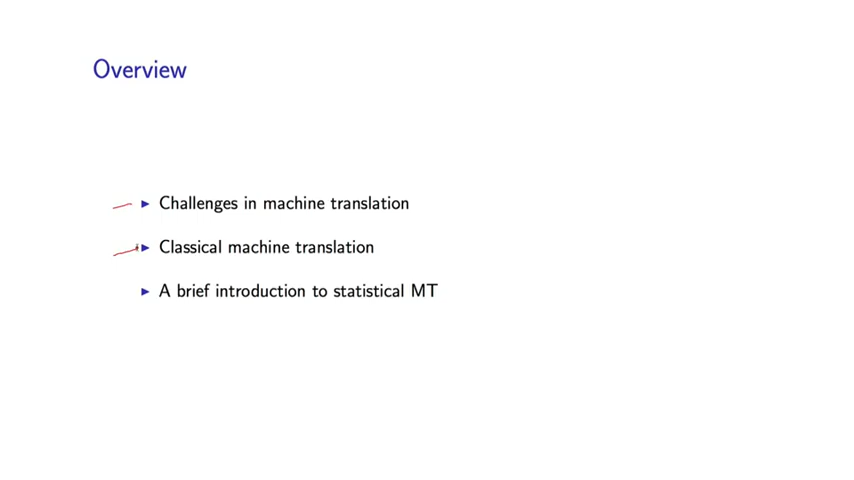 Overview
Challenges in machine translation
Classical machine translation
A brief introduction to statistical MT